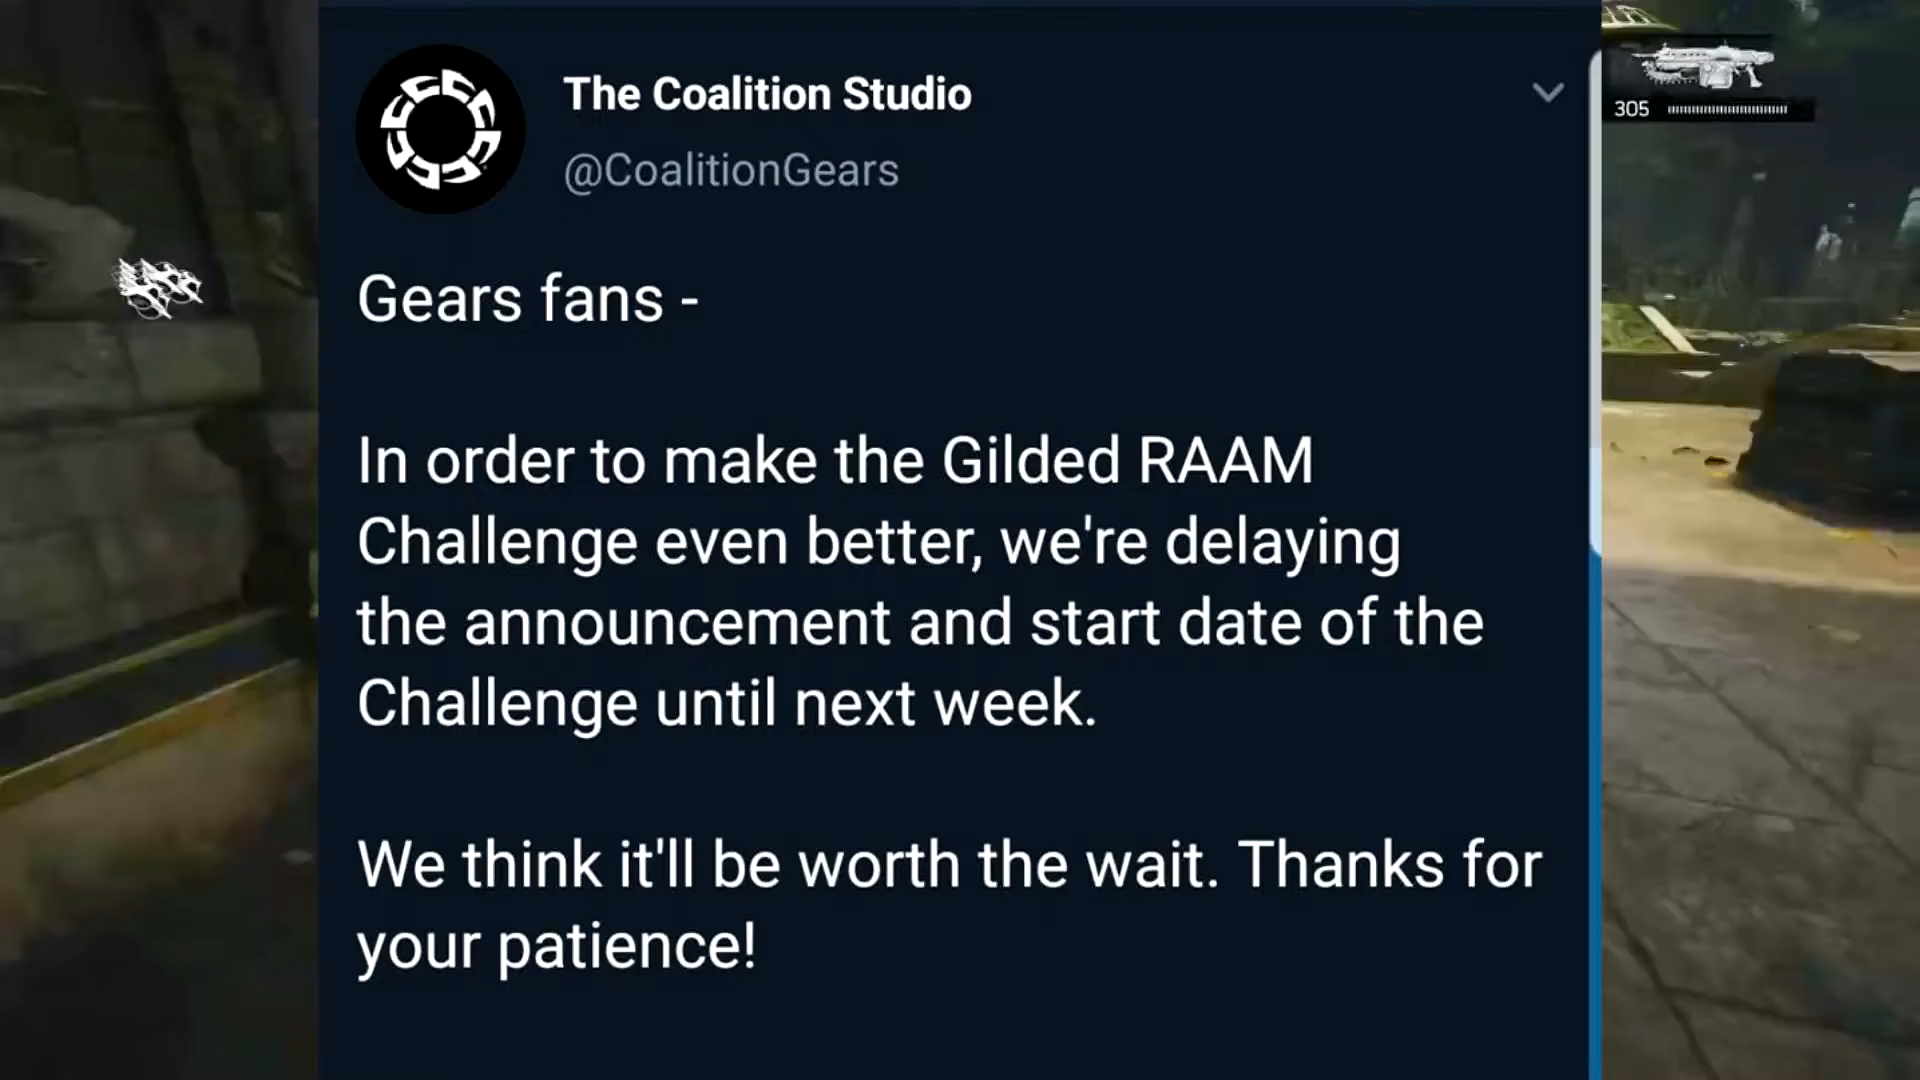 The Coalition Studio
@CoalitionGears
305
Gears fans -
In order to make the Gilded RAAM
Challenge even better, we're delaying
the announcement and start date of the
Challenge until next week.
We think it'll be worth the wait. Thanks for
your patience!